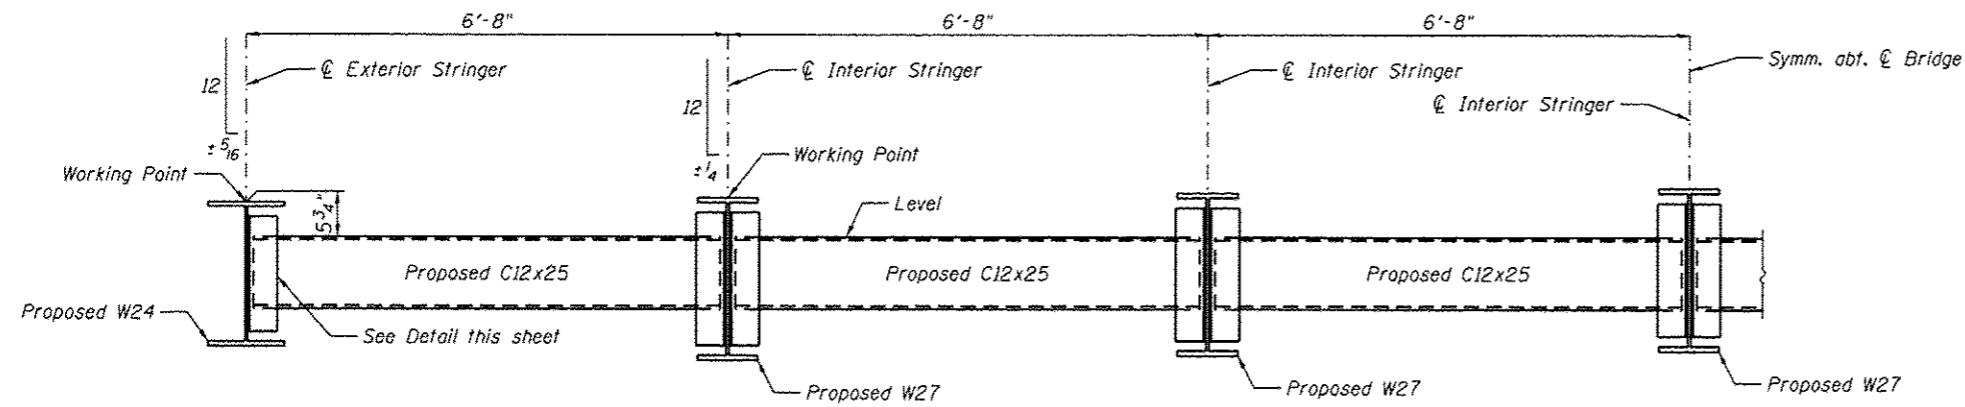 6'-8"
6'-8"
6'-8"
℄ Exterior Stringer
℄ Interior Stringer
℄ Interior Stringer
Symm. abt. ℄ Bridge
℄ Interior Stringer
12
12
± 5/16
± 1/4
Working Point
Working Point
5 3/4"
Level
Proposed C12x25
Proposed C12x25
Proposed C12x25
Proposed W24
See Detail this sheet
Proposed W27
Proposed W27
Proposed W27